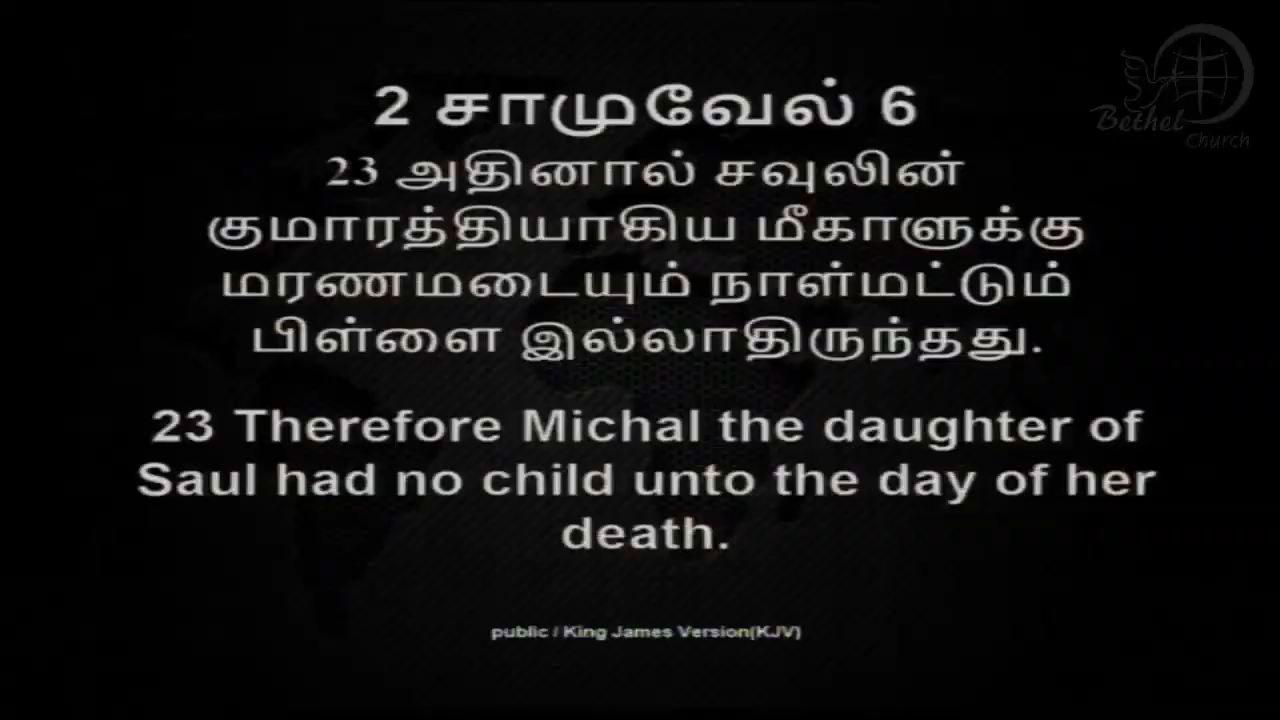 Bethel
Church
2 சாமுவேல் 6
23 அதினால் சவுலின்
குமாரத்தியாகிய மீகாளுக்கு
மரணமடையும் நாள்மட்டும்
பிள்ளை இல்லாதிருந்தது.
23 Therefore Michal the daughter of
Saul had no child unto the day of her
death.
public / King James Version(KJV)